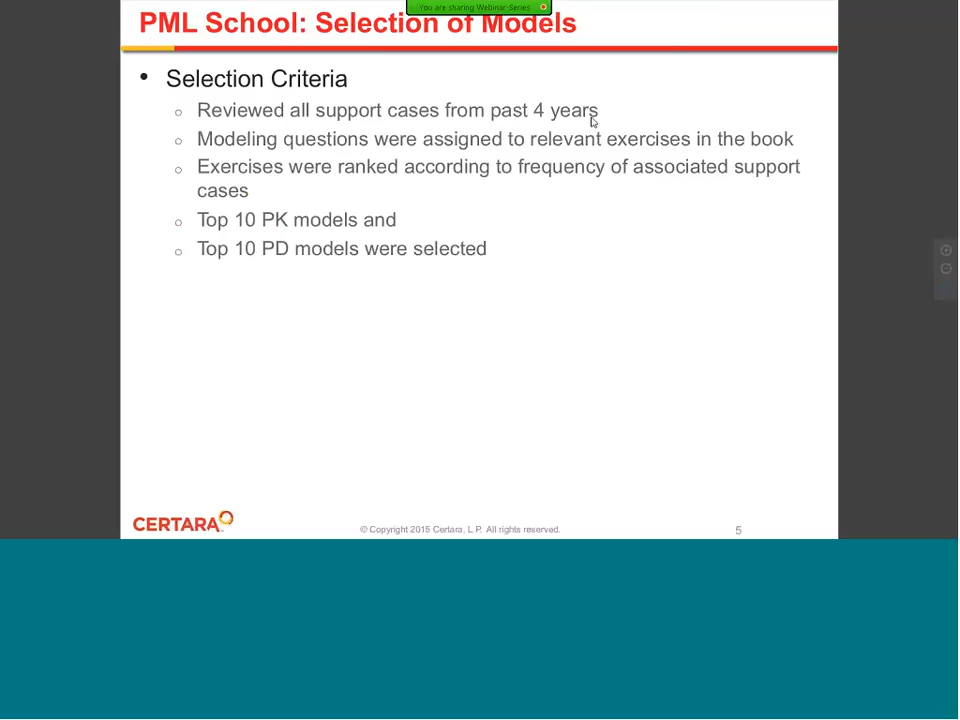 You are sharing Webinar-Series
PML School: Selection of Models
• Selection Criteria
○ Reviewed all support cases from past 4 years
○ Modeling questions were assigned to relevant exercises in the book
○ Exercises were ranked according to frequency of associated support
cases
○ Top 10 PK models and
○ Top 10 PD models were selected
CERTARA
© Copyright 2015 Certara, L.P. All rights reserved.
5